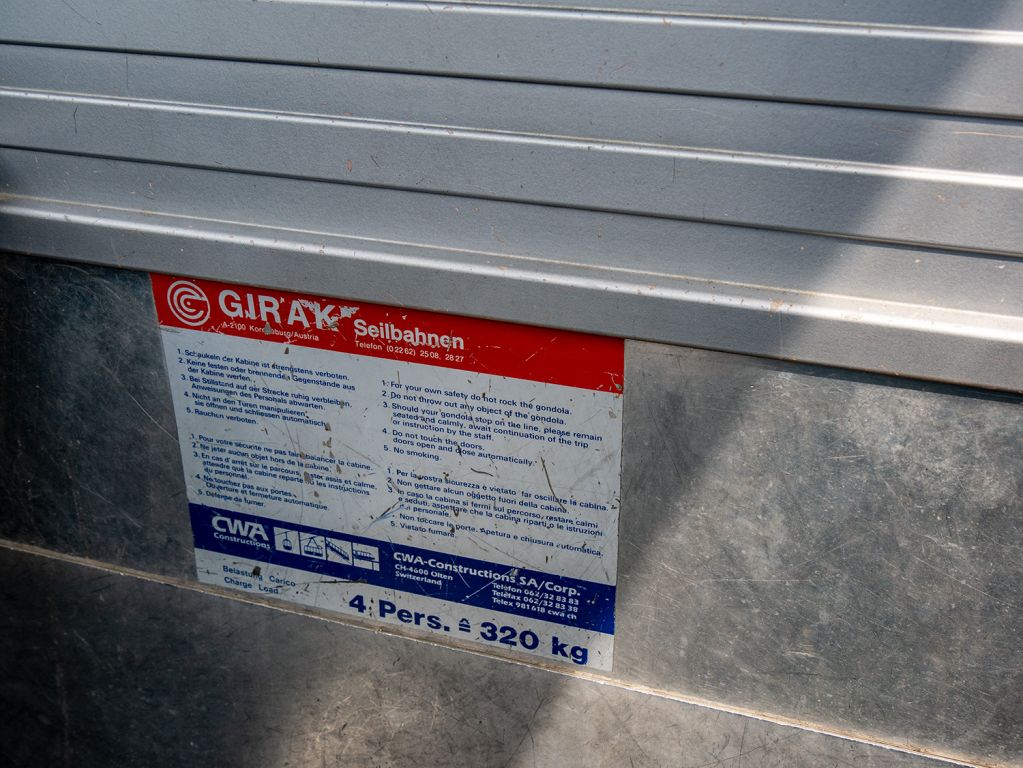 GIRAK Seilbahnen
A-2100 Korneuburg/Austria
Telefon (0 22 62) 25 08, 28 27
1. Schaukeln der Kabine ist strengstens verboten.
2. Keine festen oder brennenden Gegenstände aus
der Kabine werfen.
3. Bei Stillstand auf der Strecke ruhig verbleiben,
Anweisungen des Personals abwarten.
4. Nicht an den Türen manipulieren,
sie öffnen und schliessen automatisch.
5. Rauchen verboten.
1. For your own safety do not rock the gondola.
2. Do not throw out any object of the gondola.
3. Should your gondola stop on the line, please remain
seated and calmly, await continuation of the trip
or instruction by the staff.
4. Do not touch the doors,
doors open and close automatically.
5. No smoking.
1. Pour votre sécurité ne pas faire balancer la cabine.
2. Ne jeter aucun objet hors de la cabine.
3. En cas d'arrêt sur le parcours, rester assis et calme,
attendre que la cabine reparte ou les instructions
du personnel.
4. Ne touchez pas aux portes.
Ouverture et fermeture automatique.
5. Défense de fumer.
1. Per la vostra sicurezza è vietato far oscillare la cabina.
2. Non gettare alcun oggetto fuori della cabina.
3. In caso la cabina si fermi sul percorso, restare calmi
e seduti, aspettare che la cabina riparti o le istruzioni
del personale.
Non toccare le porte. Apetura e chiusura automatica.
5. Vietato fumare.
CWA
Constructions
CWA-Constructions SA/Corp.
CH-4600 Olten
Switzerland
Telefon 062/32 83 83
Telefax 062/32 83 38
Telex 981 618 cwa ch
Belastung Carico
Charge Load
4 Pers. ≙ 320 kg